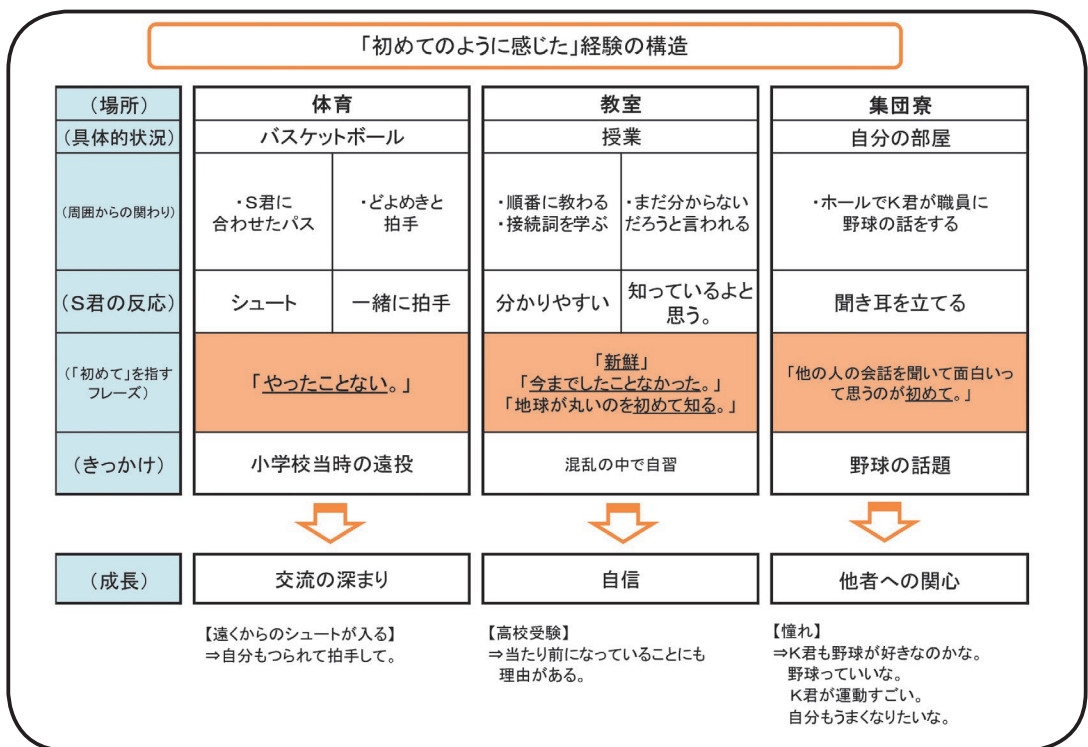 「初めてのように感じた」経験の構造
(場所)
体育
教室
集団寮
(具体的状況)
バスケットボール
授業
自分の部屋
(周囲からの関わり)
・S君に
合わせたパス
・どよめきと
拍手
・順番に教わる
・接続詞を学ぶ
・まだ分からない
だろうと言われる
・ホールでK君が職員に
野球の話をする
(S君の反応)
シュート
一緒に拍手
分かりやすい
知っているよと
思う。
聞き耳を立てる
(「初めて」を指す
フレーズ)
「やったことない。」
「新鮮」
「今までしたことなかった。」
「地球が丸いのを初めて知る。」
「他の人の会話を聞いて面白いっ
て思うのが初めて。」
(きっかけ)
小学校当時の遠投
混乱の中で自習
野球の話題
(成長)
交流の深まり
自信
他者への関心
【遠くからのシュートが入る】
⇒自分もつられて拍手して。
【高校受験】
⇒当たり前になっていることにも
理由がある。
【憧れ】
⇒K君も野球が好きなのかな。
野球っていいな。
K君が運動すごい。
自分もうまくなりたいな。